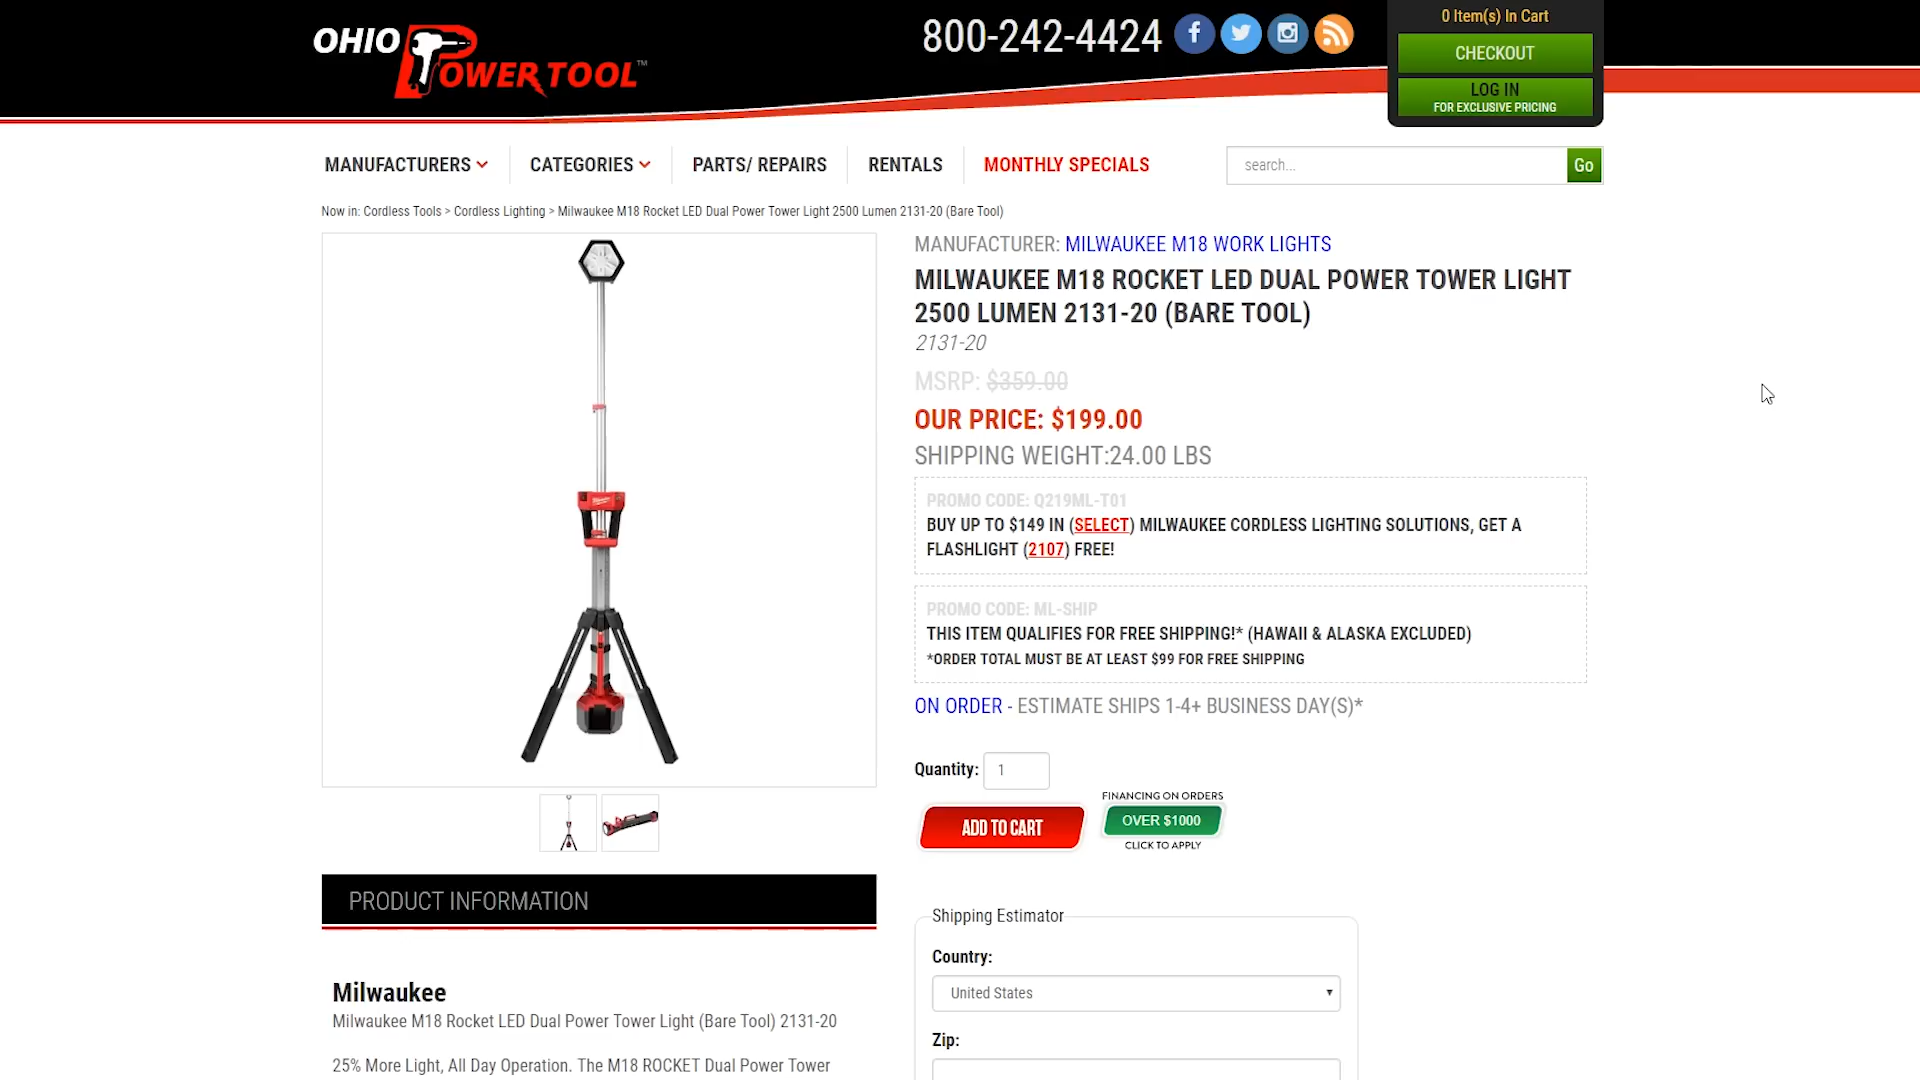 OHIO POWER TOOL™
800-242-4424
0 Item(s) In Cart
CHECKOUT
LOG IN
FOR EXCLUSIVE PRICING
MANUFACTURERS
CATEGORIES
PARTS/ REPAIRS
RENTALS
MONTHLY SPECIALS
search...
Go
Now in: Cordless Tools > Cordless Lighting > Milwaukee M18 Rocket LED Dual Power Tower Light 2500 Lumen 2131-20 (Bare Tool)
MANUFACTURER: MILWAUKEE M18 WORK LIGHTS
MILWAUKEE M18 ROCKET LED DUAL POWER TOWER LIGHT
2500 LUMEN 2131-20 (BARE TOOL)
2131-20
MSRP: $359.00
OUR PRICE: $199.00
SHIPPING WEIGHT:24.00 LBS
PROMO CODE: Q219ML-T01
BUY UP TO $149 IN (SELECT) MILWAUKEE CORDLESS LIGHTING SOLUTIONS, GET A
FLASHLIGHT (2107) FREE!
PROMO CODE: ML-SHIP
THIS ITEM QUALIFIES FOR FREE SHIPPING!* (HAWAII & ALASKA EXCLUDED)
*ORDER TOTAL MUST BE AT LEAST $99 FOR FREE SHIPPING
ON ORDER - ESTIMATE SHIPS 1-4+ BUSINESS DAY(S)*
Quantity: 1
ADD TO CART
FINANCING ON ORDERS
OVER $1000
CLICK TO APPLY
PRODUCT INFORMATION
Milwaukee
Milwaukee M18 Rocket LED Dual Power Tower Light (Bare Tool) 2131-20
25% More Light, All Day Operation. The M18 ROCKET Dual Power Tower
Shipping Estimator
Country:
United States
Zip: